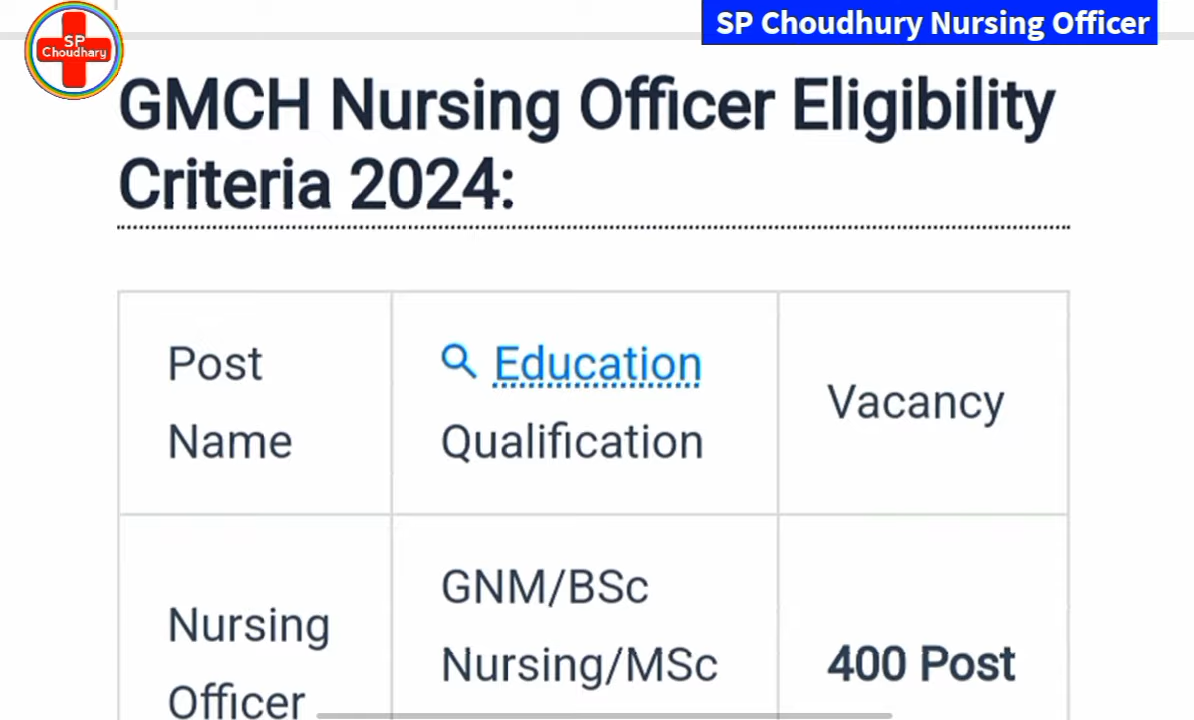 SP
Choudhary
SP Choudhury Nursing Officer
GMCH Nursing Officer Eligibility
Criteria 2024:
Post
Name
Education
Qualification
Vacancy
Nursing
Officer
GNM/BSc
Nursing/MSc
400 Post